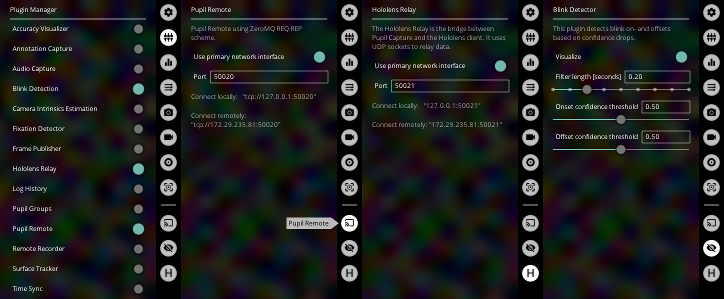 Plugin Manager
Accuracy Visualizer
Annotation Capture
Audio Capture
Blink Detection
Camera Intrinsics Estimation
Fixation Detector
Frame Publisher
Hololens Relay
Log History
Pupil Groups
Pupil Remote
Remote Recorder
Surface Tracker
Time Sync
Pupil Remote
Pupil Remote using ZeroMQ REQ REP
scheme.
Use primary network interface
Port 50020
Connect locally: "tcp://127.0.0.1:50020"
Connect remotely:
"tcp://172.29.235.81:50020"
Pupil Remote
H
Hololens Relay
The Hololens Relay is the bridge between
Pupil Capture and the Hololens client. It uses
UDP sockets to relay data.
Use primary network interface
Port 50021
Connect locally: "127.0.0.1:50021"
Connect remotely: "172.29.235.81:50021"
H
Blink Detector
This plugin detects blink on- and offsets
based on confidence drops.
Visualize
Filter length [seconds] 0.20
Onset confidence threshold 0.50
Offset confidence threshold 0.50
H
H